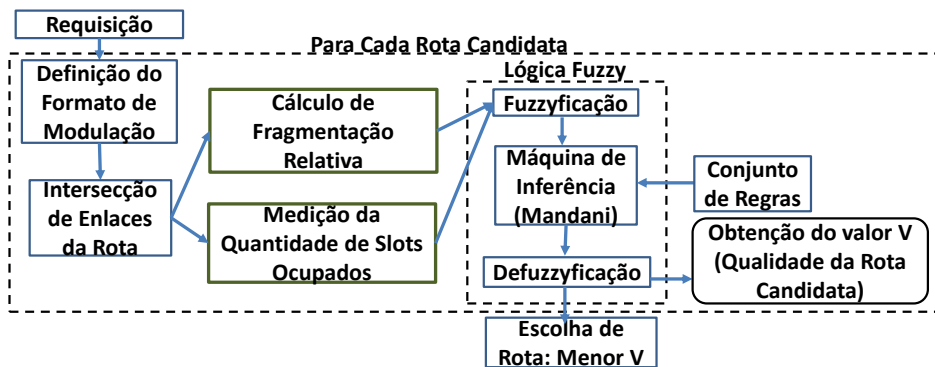 Requisição
Para Cada Rota Candidata
Definição do
Formato de
Modulação
Intersecção
de Enlaces
da Rota
Cálculo de
Fragmentação
Relativa
Medição da
Quantidade de Slots
Ocupados
Lógica Fuzzy
Fuzzyficação
Máquina de
Inferência
(Mandani)
Defuzzyficação
Conjunto
de Regras
Obtenção do valor V
(Qualidade da Rota
Candidata)
Escolha de
Rota: Menor V